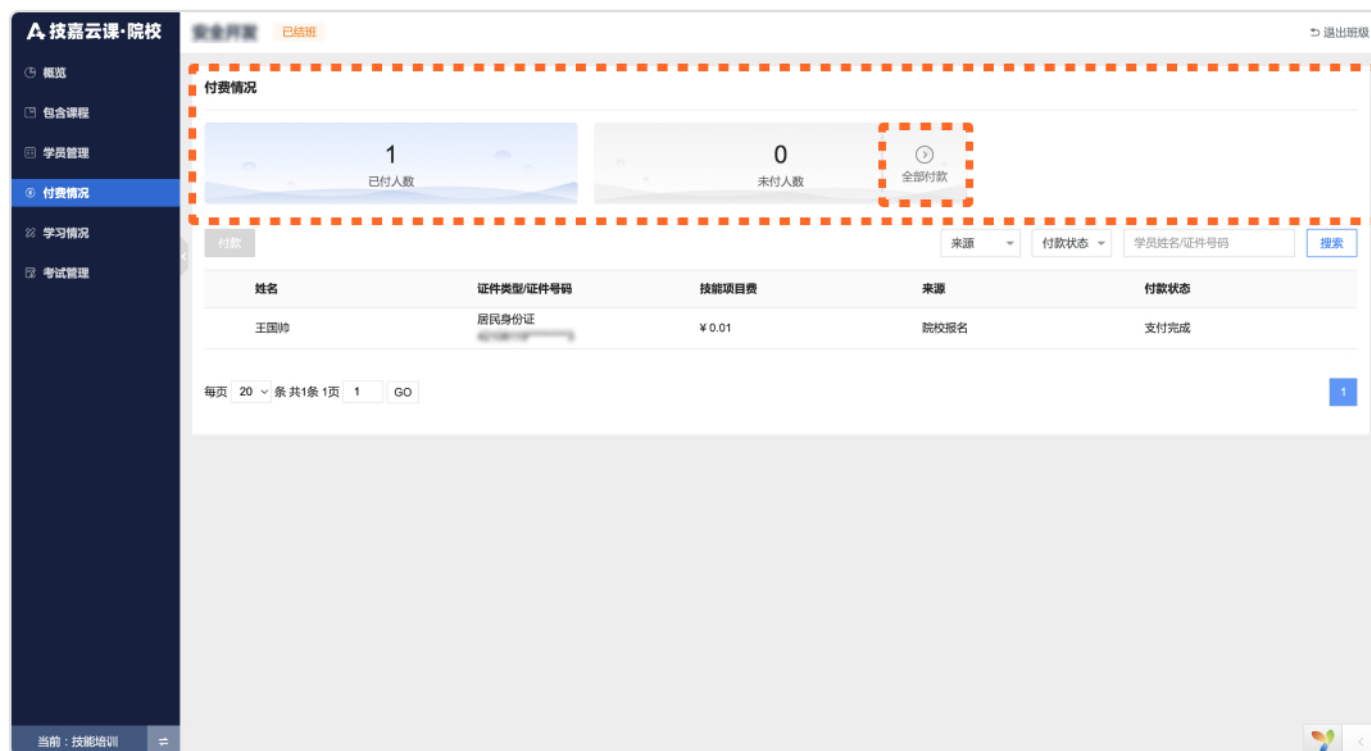 技嘉云课·院校
已结班
退出班级
概览
包含课程
学员管理
付费情况
学习情况
考试管理
付费情况
1
已付人数
0
未付人数
全部付款
付款
来源 付款状态 学员姓名/证件号码 搜索
姓名 证件类型/证件号码 技能项目费 来源 付款状态
王国帅 居民身份证 ¥ 0.01 院校报名 支付完成
每页 20 条 共1条 1页 1 GO
1
当前：技能培训